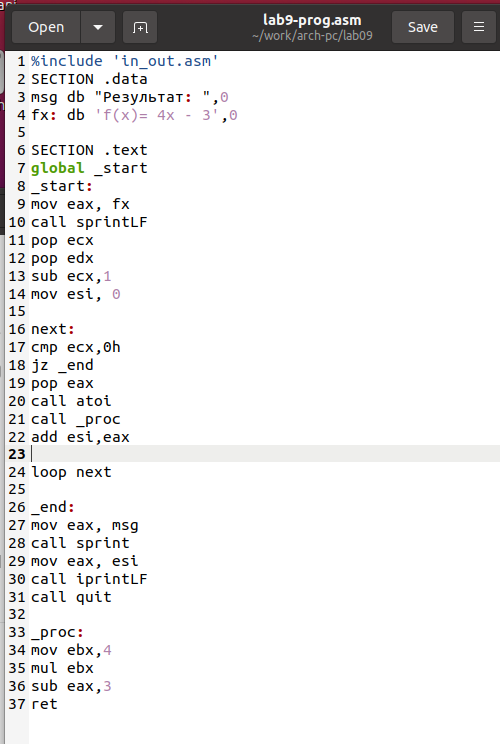 Open
lab9-prog.asm
~/work/arch-pc/lab09
Save
1 %include 'in_out.asm'
2 SECTION .data
3 msg db "Результат: ",0
4 fx: db 'f(x)= 4x - 3',0
5
6 SECTION .text
7 global _start
8 _start:
9 mov eax, fx
10 call sprintLF
11 pop ecx
12 pop edx
13 sub ecx,1
14 mov esi, 0
15
16 next:
17 cmp ecx,0h
18 jz _end
19 pop eax
20 call atoi
21 call _proc
22 add esi,eax
23
24 loop next
25
26 _end:
27 mov eax, msg
28 call sprint
29 mov eax, esi
30 call iprintLF
31 call quit
32
33 _proc:
34 mov ebx,4
35 mul ebx
36 sub eax,3
37 ret